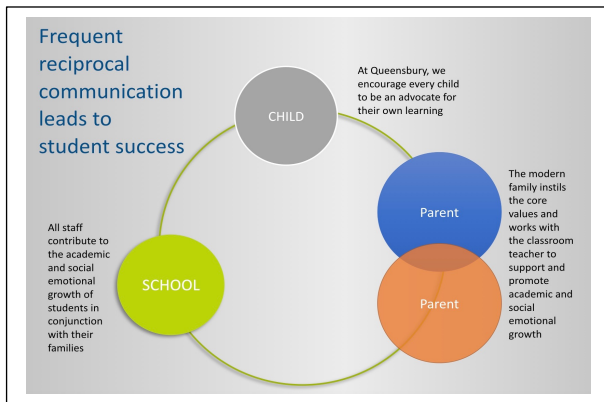 Frequent
reciprocal
communication
leads to
student success
CHILD
At Queensbury, we
encourage every child
to be an advocate for
their own learning
Parent
The modern
family instils
the core
values and
works with
the classroom
teacher to
support and
promote
academic and
social
emotional
growth
Parent
All staff
contribute to
the academic
and social
emotional
growth of
students in
conjunction
with their
families
SCHOOL